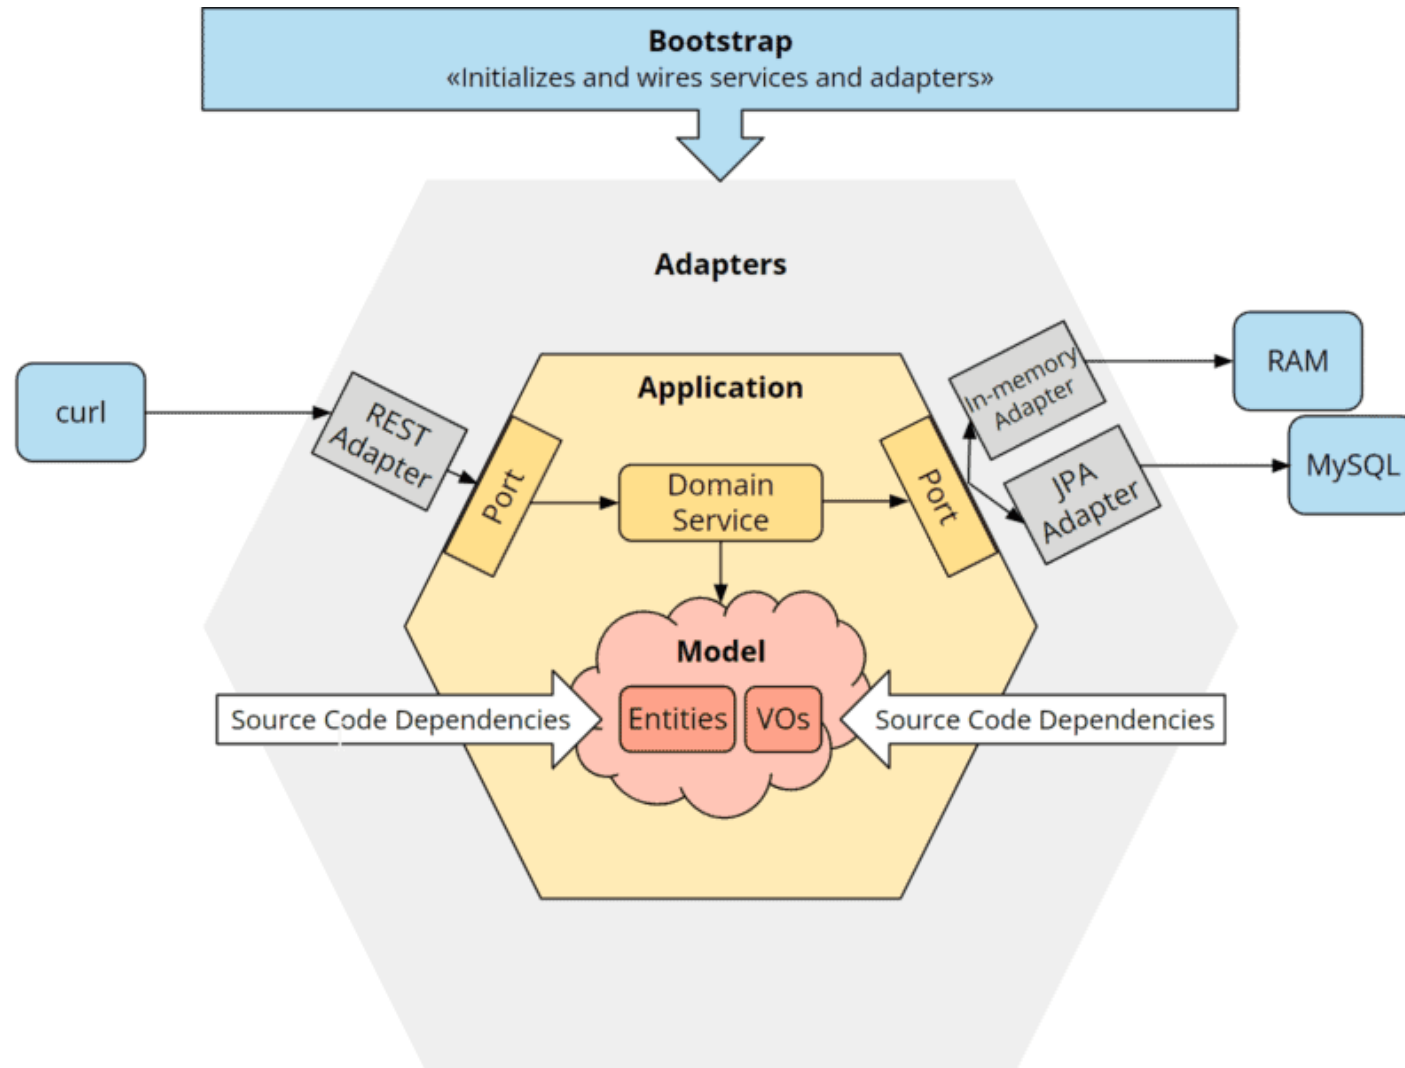 Bootstrap
«Initializes and wires services and adapters»
Adapters
Application
curl
REST
Adapter
Port
Domain
Service
Port
In-memory
Adapter
JPA
Adapter
RAM
MySQL
Model
Entities
VOs
Source Code Dependencies
Source Code Dependencies